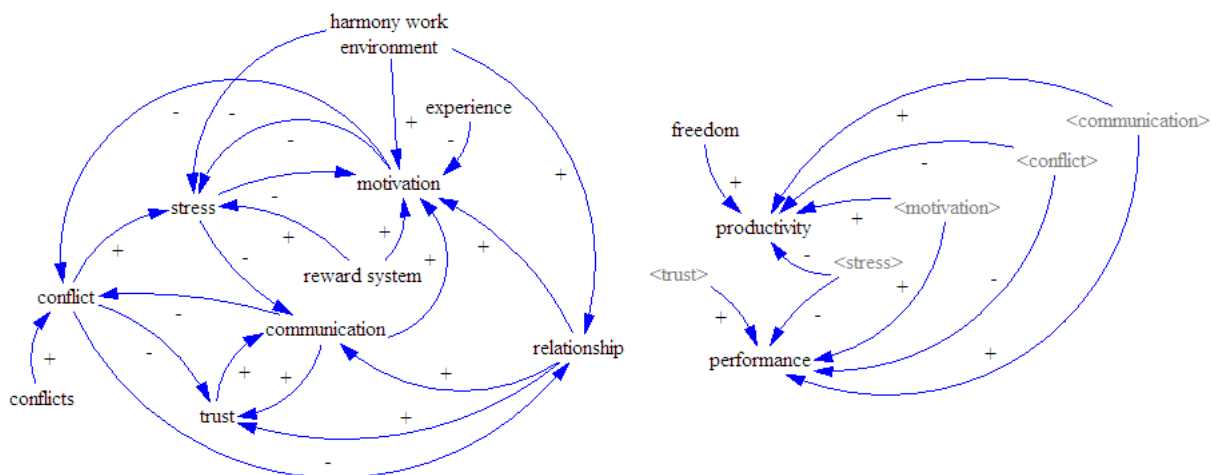 harmony work
environment
experience
motivation
stress
reward system
conflict
communication
relationship
conflicts
trust
-
-
-
+
-
+
-
+
+
+
-
+
-
-
+
+
+
+
+
-
freedom
<communication>
<conflict>
<motivation>
productivity
<trust>
<stress>
performance
+
-
+
+
-
+
-
+
-
+